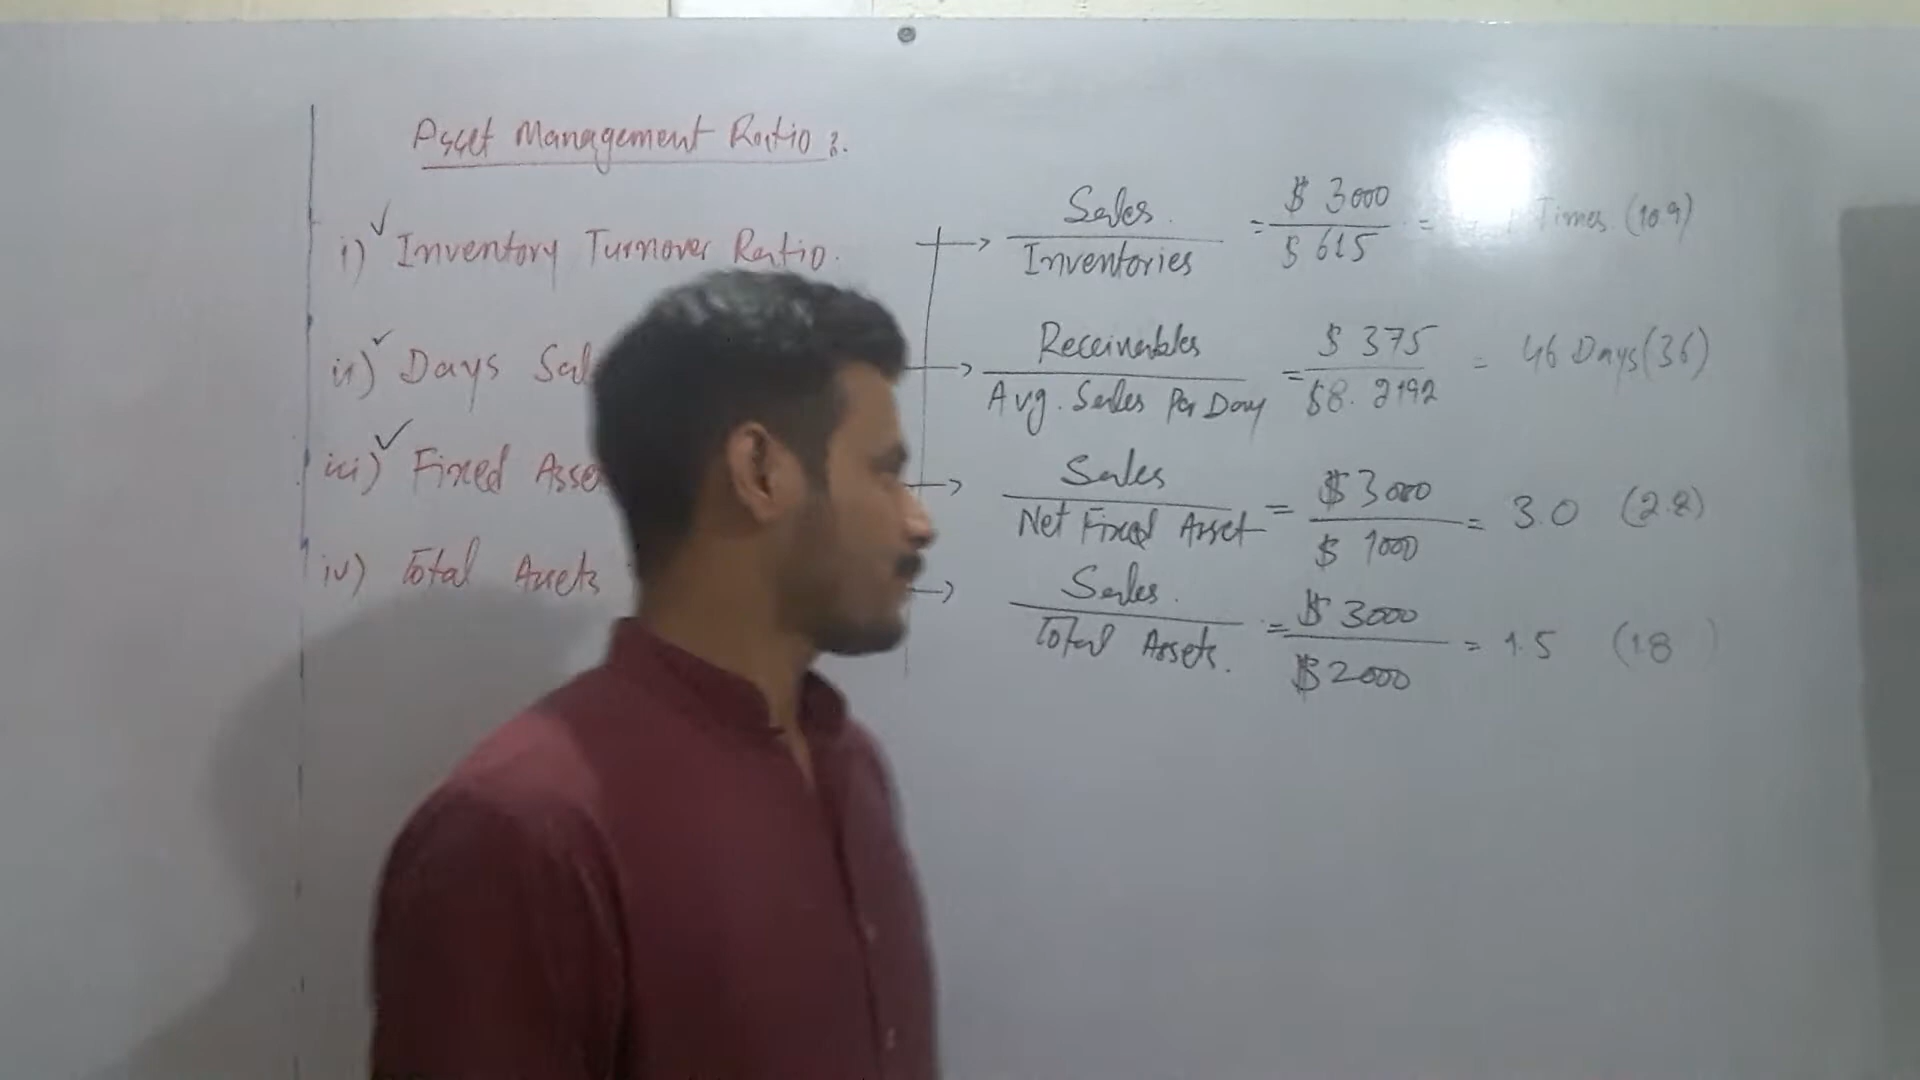 Asset Management Ratio :.
i) Inventory Turnover Ratio. → Sales. / Inventories = $ 3000 / $ 615 = Times (10.9)
ii) Days → Receivables / Avg. Sales Per Day = $ 375 / $8.2192 = 46 Days (36)
iii) Fixed → Sales / Net Fixed Asset = $ 3000 / $ 1000 = 3.0 (2.8)
iv) Total Assets → Sales. / Total Assets. = $ 3000 / $ 2000 = 1.5 (1.8)